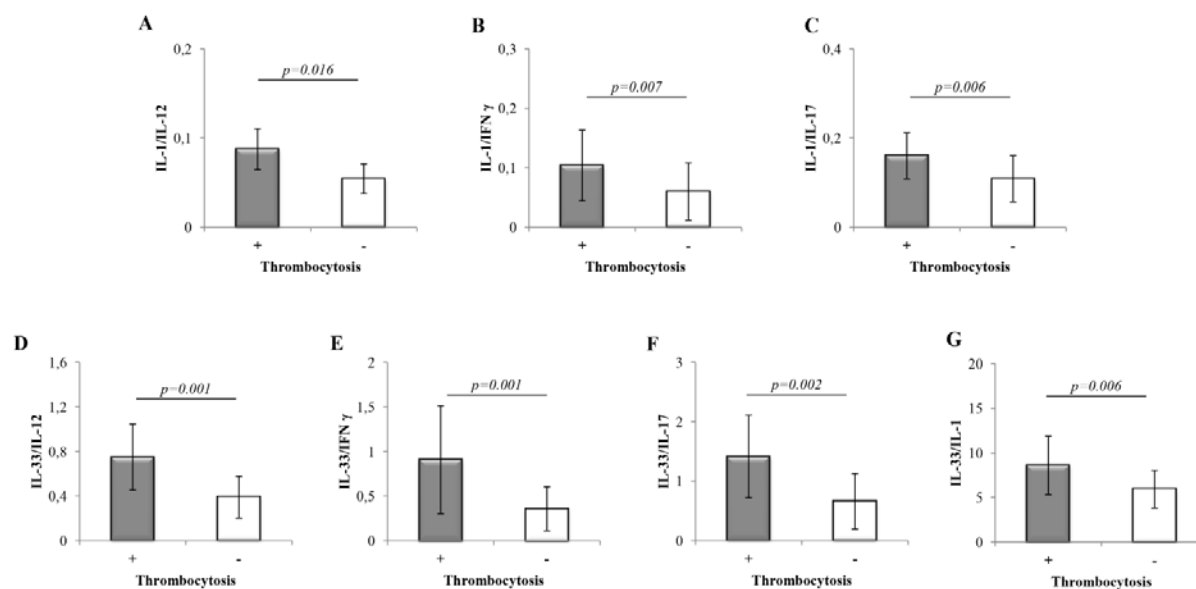 A
IL-1/IL-12
0,2
0,1
0
p=0.016
+ -
Thrombocytosis
B
IL-1/IFN γ
0,3
0,2
0,1
0
p=0.007
+ -
Thrombocytosis
C
IL-1/IL-17
0,4
0,2
0
p=0.006
+ -
Thrombocytosis
D
IL-33/IL-12
1,6
1,2
0,8
0,4
0
p=0.001
+ -
Thrombocytosis
E
IL-33/IFN γ
2
1,5
1
0,5
0
p=0.001
+ -
Thrombocytosis
F
IL-33/IL-17
3
2
1
0
p=0.002
+ -
Thrombocytosis
G
IL-33/IL-1
20
15
10
5
0
p=0.006
+ -
Thrombocytosis